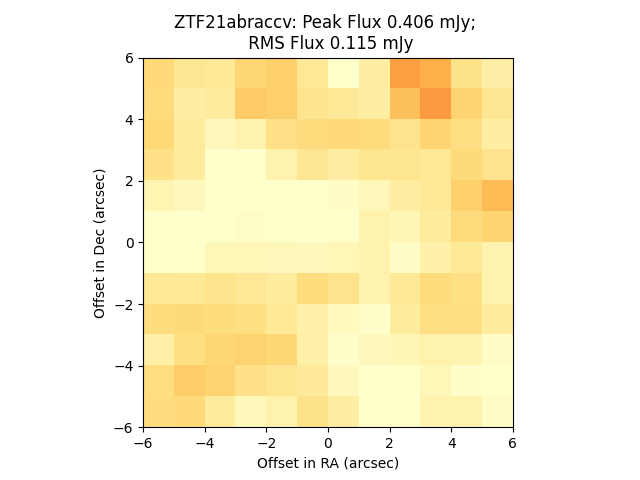 ZTF21abraccv: Peak Flux 0.406 mJy;
RMS Flux 0.115 mJy
6
4
2
0
−2
−4
−6
Offset in Dec (arcsec)
−6 −4 −2 0 2 4 6
Offset in RA (arcsec)